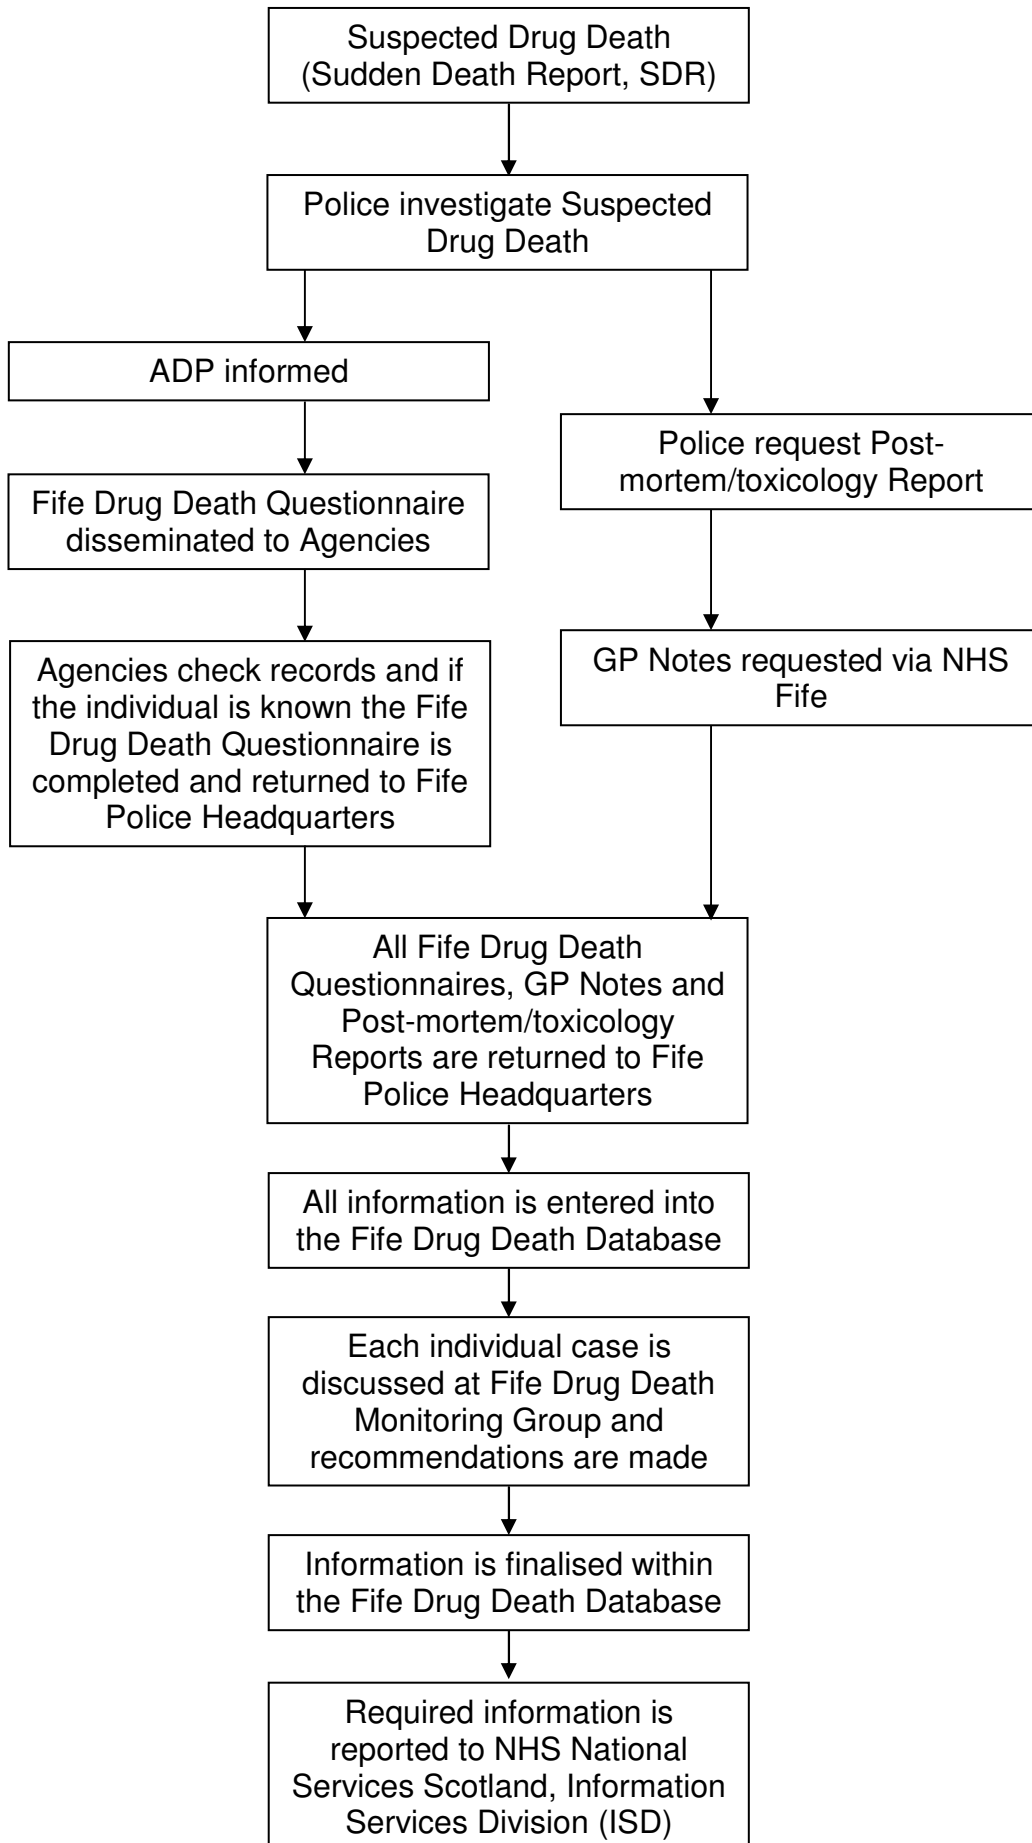 Suspected Drug Death
(Sudden Death Report, SDR)
Police investigate Suspected
Drug Death
ADP informed
Fife Drug Death Questionnaire
disseminated to Agencies
Agencies check records and if
the individual is known the Fife
Drug Death Questionnaire is
completed and returned to Fife
Police Headquarters
Police request Post-
mortem/toxicology Report
GP Notes requested via NHS
Fife
All Fife Drug Death
Questionnaires, GP Notes and
Post-mortem/toxicology
Reports are returned to Fife
Police Headquarters
All information is entered into
the Fife Drug Death Database
Each individual case is
discussed at Fife Drug Death
Monitoring Group and
recommendations are made
Information is finalised within
the Fife Drug Death Database
Required information is
reported to NHS National
Services Scotland, Information
Services Division (ISD)